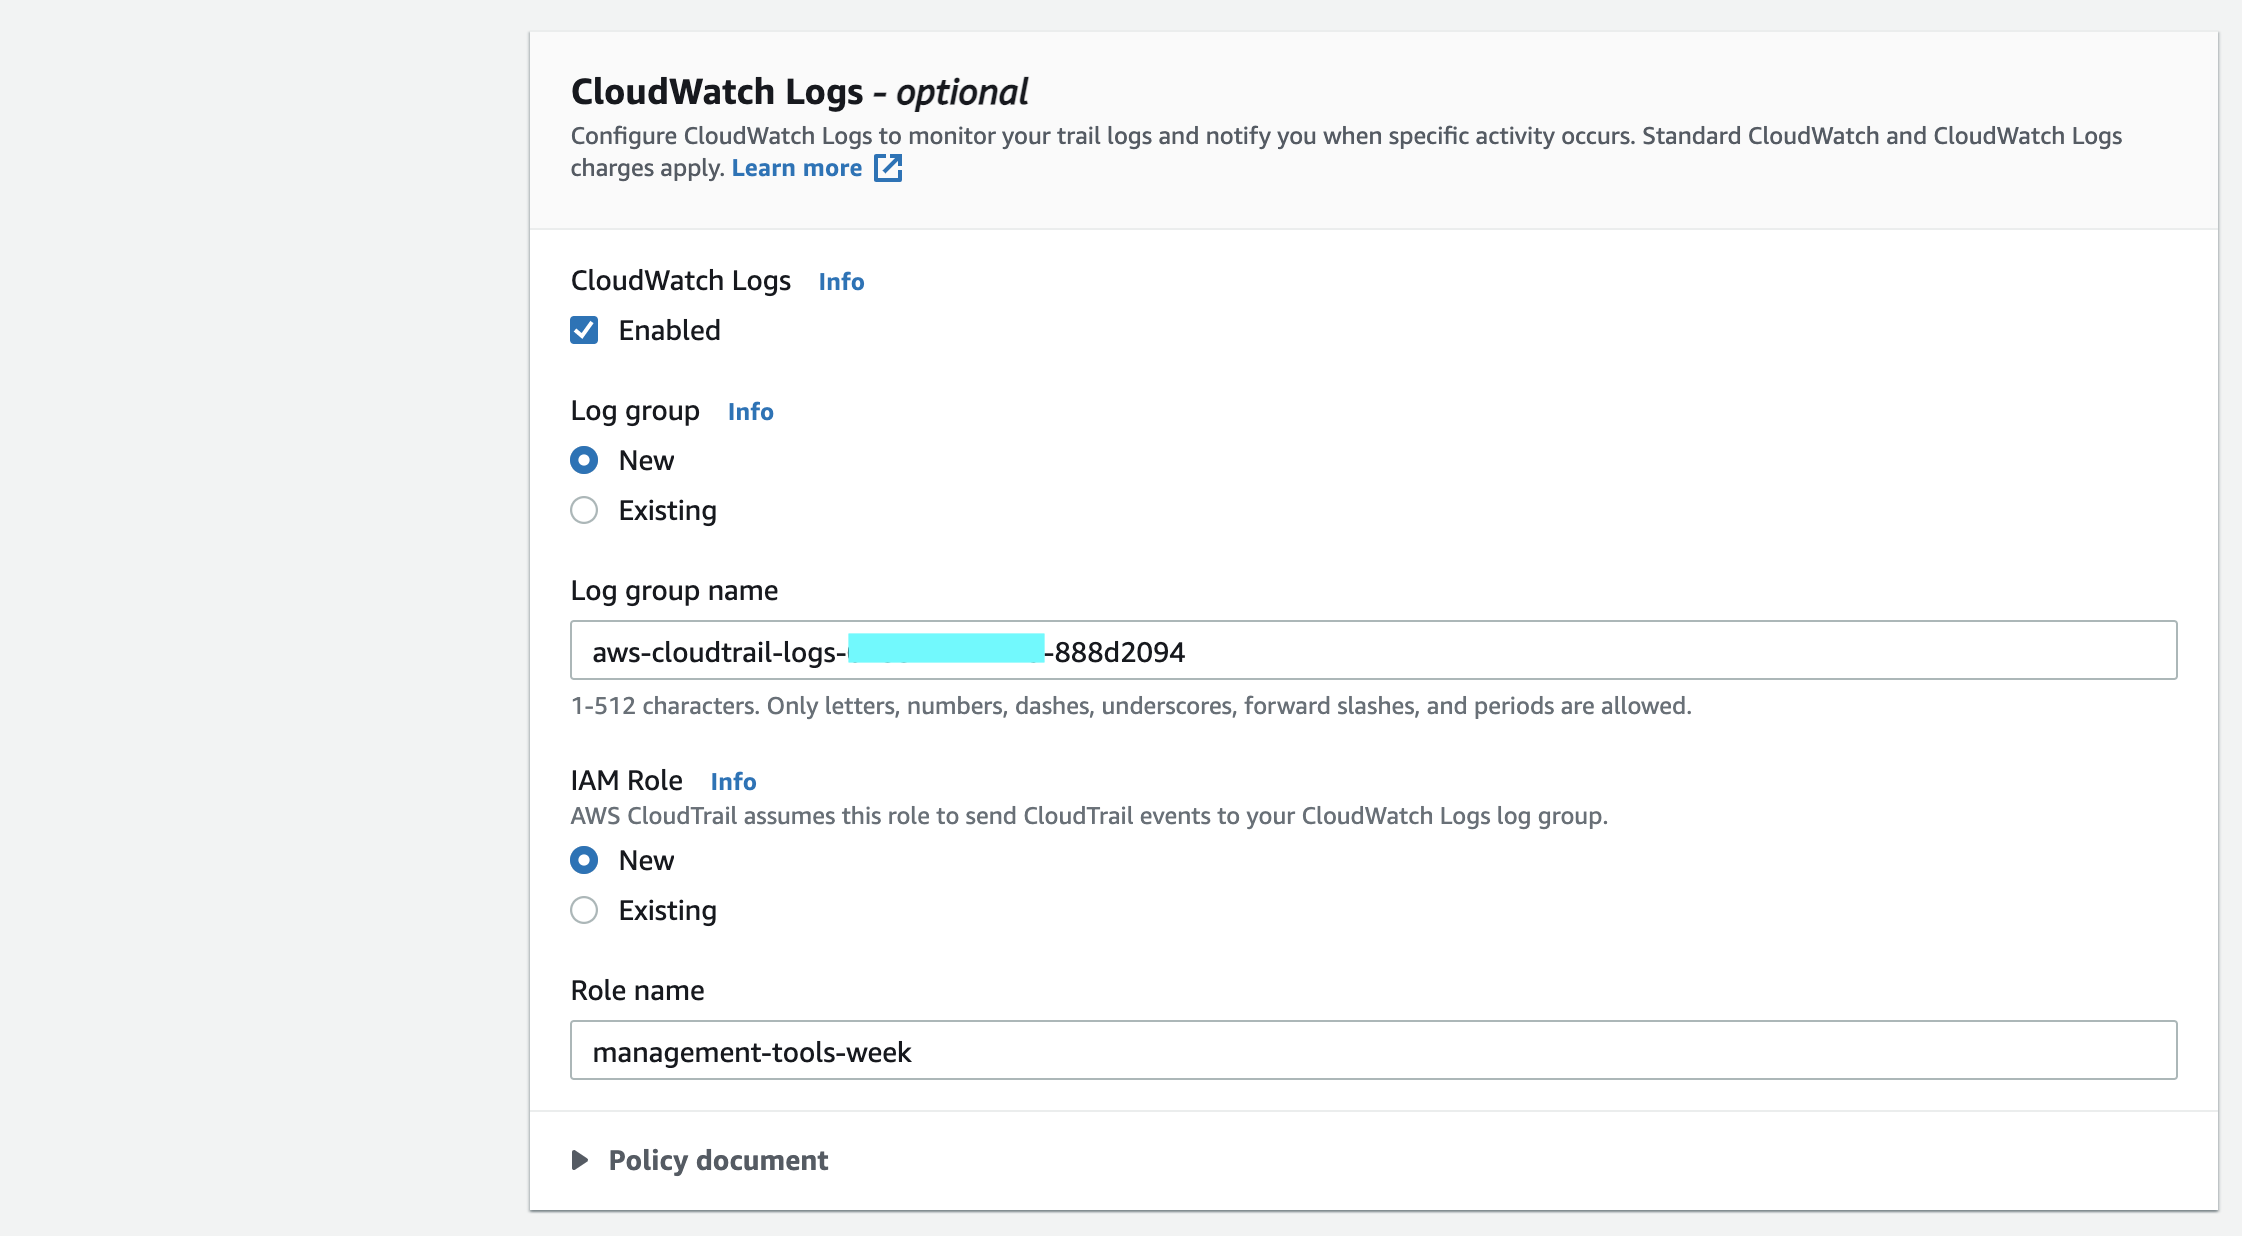 CloudWatch Logs - optional
Configure CloudWatch Logs to monitor your trail logs and notify you when specific activity occurs. Standard CloudWatch and CloudWatch Logs
charges apply. Learn more
CloudWatch Logs Info
Enabled
Log group Info
New
Existing
Log group name
aws-cloudtrail-logs- -888d2094
1-512 characters. Only letters, numbers, dashes, underscores, forward slashes, and periods are allowed.
IAM Role Info
AWS CloudTrail assumes this role to send CloudTrail events to your CloudWatch Logs log group.
New
Existing
Role name
management-tools-week
Policy document